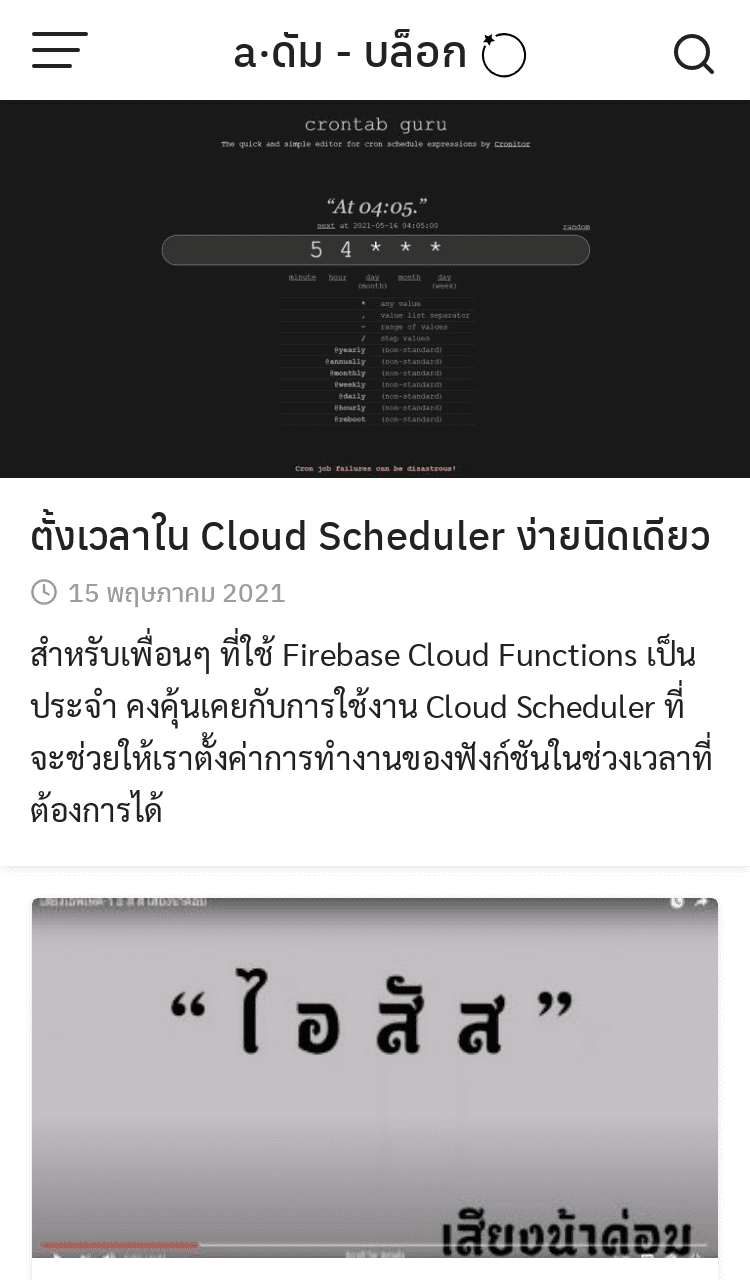 a·ดัม - บล็อก
crontab guru
The quick and simple editor for cron schedule expressions by Cronitor
“At 04:05.”
next at 2021-05-16 04:05:00
random
5 4 * * *
minute hour day month day
(month) (week)
* any value
, value list separator
- range of values
/ step values
@yearly (non-standard)
@annually (non-standard)
@monthly (non-standard)
@weekly (non-standard)
@daily (non-standard)
@hourly (non-standard)
@reboot (non-standard)
Cron job failures can be disastrous!
ตั้งเวลาใน Cloud Scheduler ง่ายนิดเดียว
15 พฤษภาคม 2021
สำหรับเพื่อนๆ ที่ใช้ Firebase Cloud Functions เป็น
ประจำ คงคุ้นเคยกับการใช้งาน Cloud Scheduler ที่
จะช่วยให้เราตั้งค่าการทำงานของฟังก์ชันในช่วงเวลาที่
ต้องการได้
“ ไ อ สั ส ”
เสียงน้าค่อม